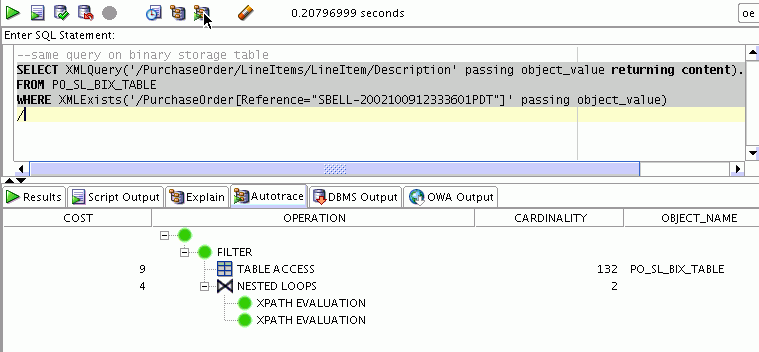 0.20796999 seconds
oe
Enter SQL Statement:
--same query on binary storage table
SELECT XMLQuery('/PurchaseOrder/LineItems/LineItem/Description' passing object_value returning content).
FROM PO_SL_BIX_TABLE
WHERE XMLExists('/PurchaseOrder[Reference="SBELL-2002100912333601PDT"]' passing object_value)
/
Results Script Output Explain Autotrace DBMS Output OWA Output
COST OPERATION CARDINALITY OBJECT_NAME
FILTER
9 TABLE ACCESS 132 PO_SL_BIX_TABLE
4 NESTED LOOPS 2
XPATH EVALUATION
XPATH EVALUATION